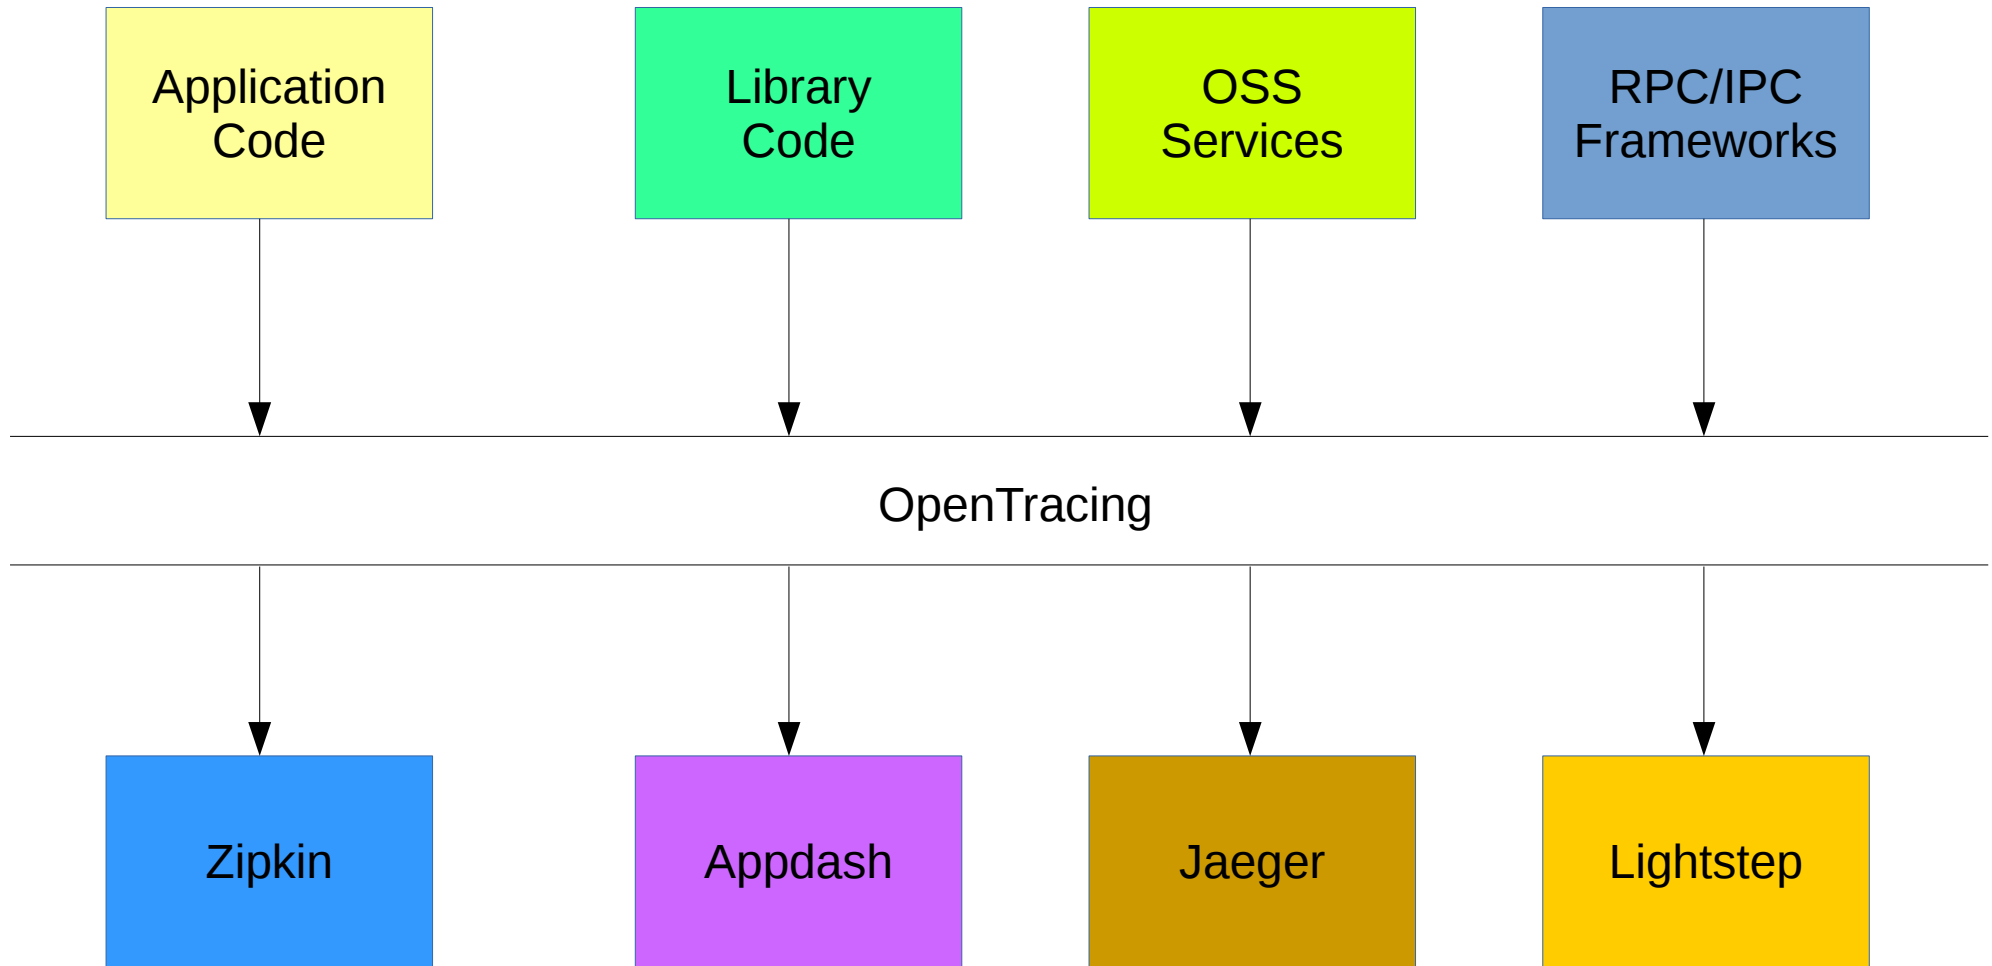 Application
Code
Library
Code
OSS
Services
RPC/IPC
Frameworks
OpenTracing
Zipkin
Appdash
Jaeger
Lightstep